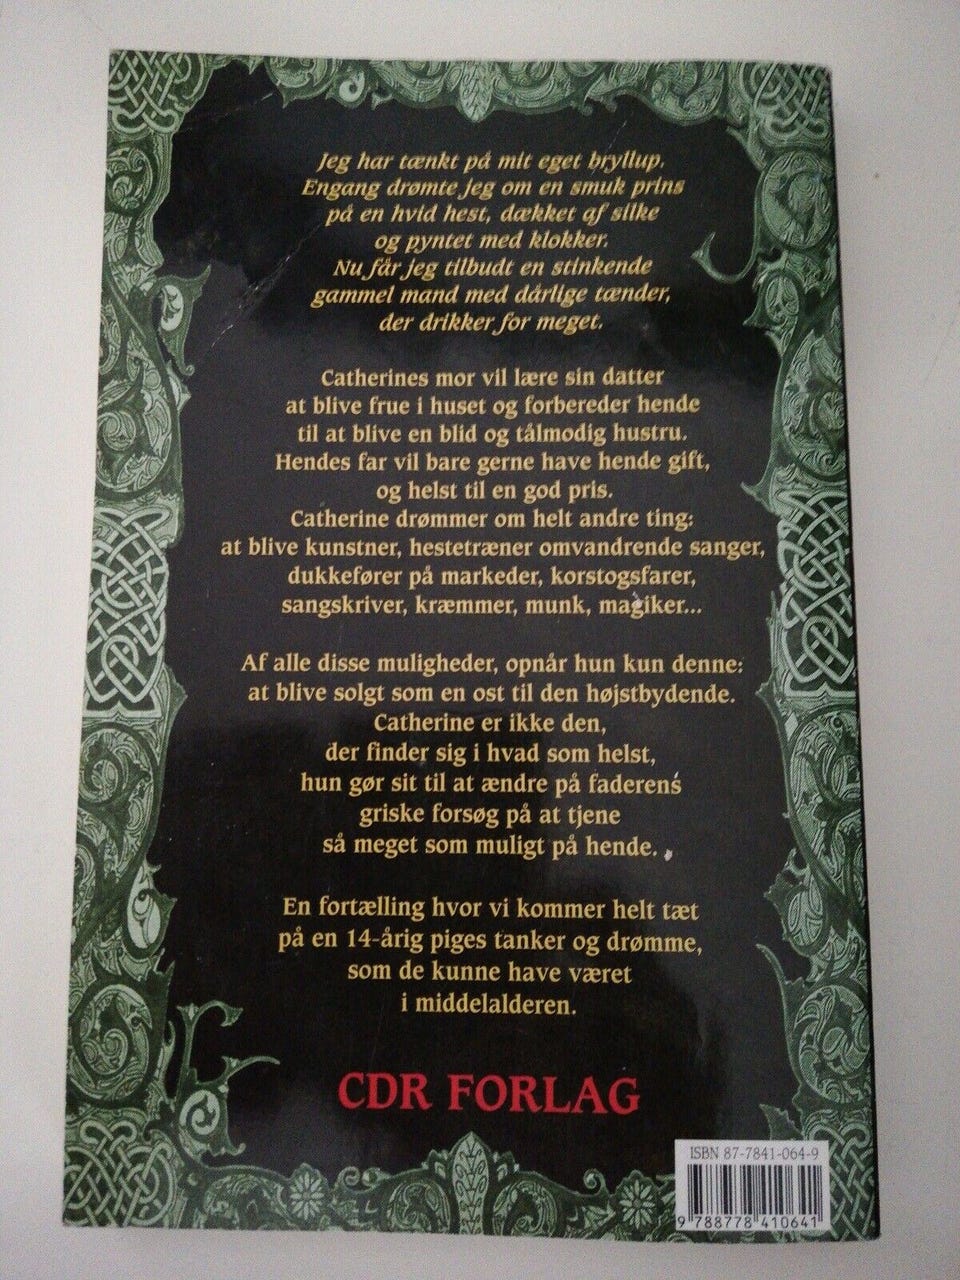 Jeg har tænkt på mit eget bryllup.
Engang drømte jeg om en smuk prins
på en hvid hest, dækket af silke
og pyntet med klokker.
Nu får jeg tilbudt en stinkende
gammel mand med dårlige tænder,
der drikker for meget.
Catherines mor vil lære sin datter
at blive frue i huset og forbereder hende
til at blive en blid og tålmodig hustru.
Hendes far vil bare gerne have hende gift,
og helst til en god pris.
Catherine drømmer om helt andre ting:
at blive kunstner, hestetræner omvandrende sanger,
dukkefører på markeder, korstogsfarer,
sangskriver, kræmmer, munk, magiker...
Af alle disse muligheder, opnår hun kun denne:
at blive solgt som en ost til den højstbydende.
Catherine er ikke den,
der finder sig i hvad som helst,
hun gør sit til at ændre på faderens
griske forsøg på at tjene
så meget som muligt på hende.
En fortælling hvor vi kommer helt tæt
på en 14-årig piges tanker og drømme,
som de kunne have været
i middelalderen.
CDR FORLAG
ISBN 87-7841-064-9
9 788778 410641